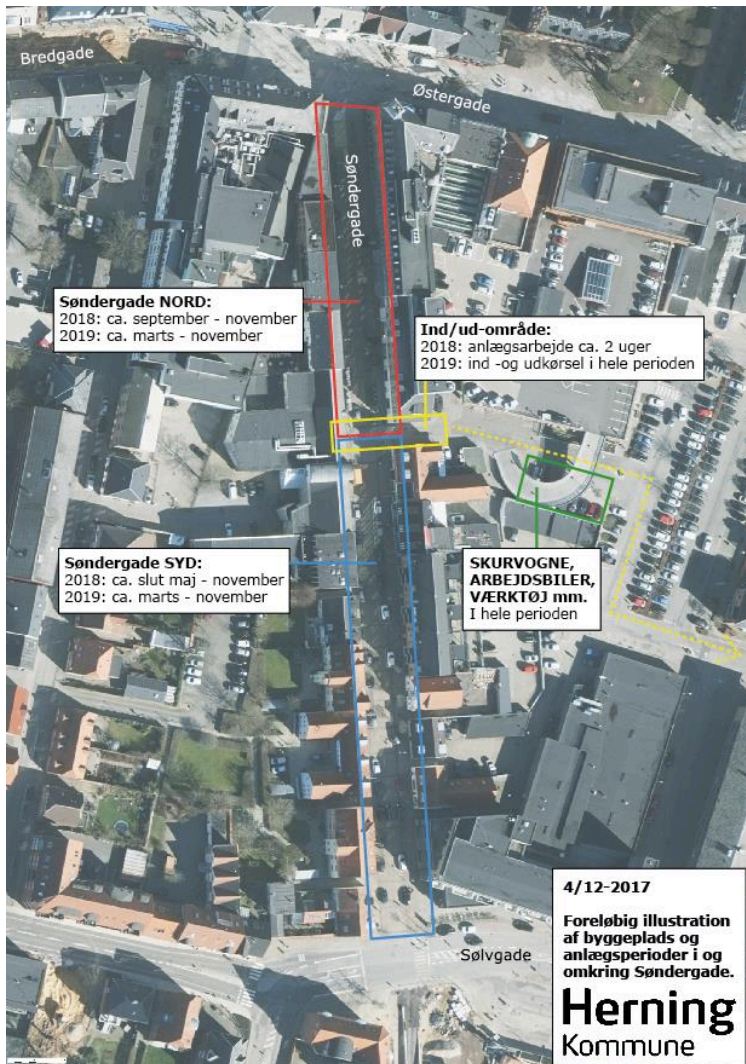 Bredgade
Østergade
Søndergade
Søndergade NORD:
2018: ca. september - november
2019: ca. marts - november
Ind/ud-område:
2018: anlægsarbejde ca. 2 uger
2019: ind -og udkørsel i hele perioden
Søndergade SYD:
2018: ca. slut maj - november
2019: ca. marts - november
SKURVOGNE,
ARBEJDSBILER,
VÆRKTØJ mm.
I hele perioden
Sølvgade
4/12-2017
Foreløbig illustration
af byggeplads og
anlægsperioder i og
omkring Søndergade.
Herning
Kommune